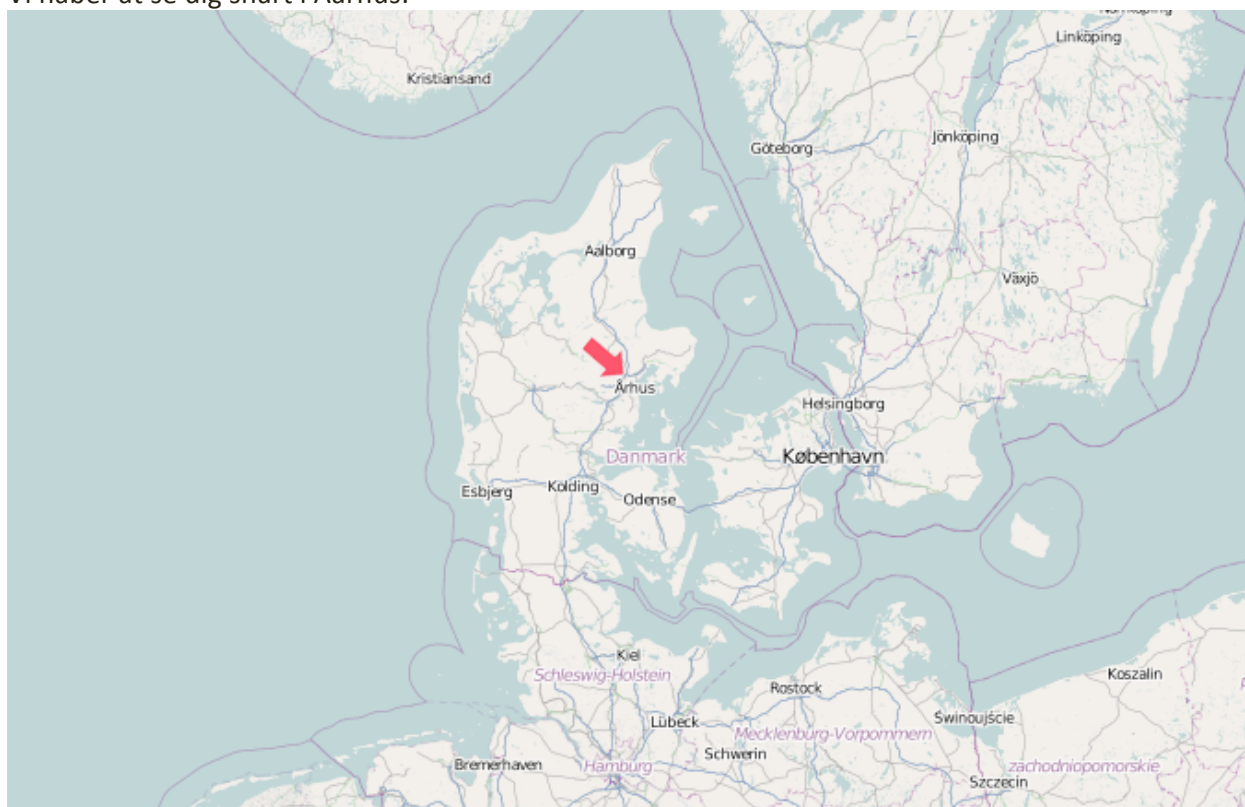 Vi håber at se dig snart i Aarhus!
Linköping
Kristiansand
Jönköping
Göteborg
Aalborg
Växjö
Århus
Helsingborg
Danmark
København
Esbjerg
Kolding
Odense
Kiel
Schleswig-Holstein
Koszalin
Rostock
Lübeck
Świnoujście
Mecklenburg-Vorpommern
Schwerin
Bremerhaven
Hamburg
zachodniopomorskie
Szczecin